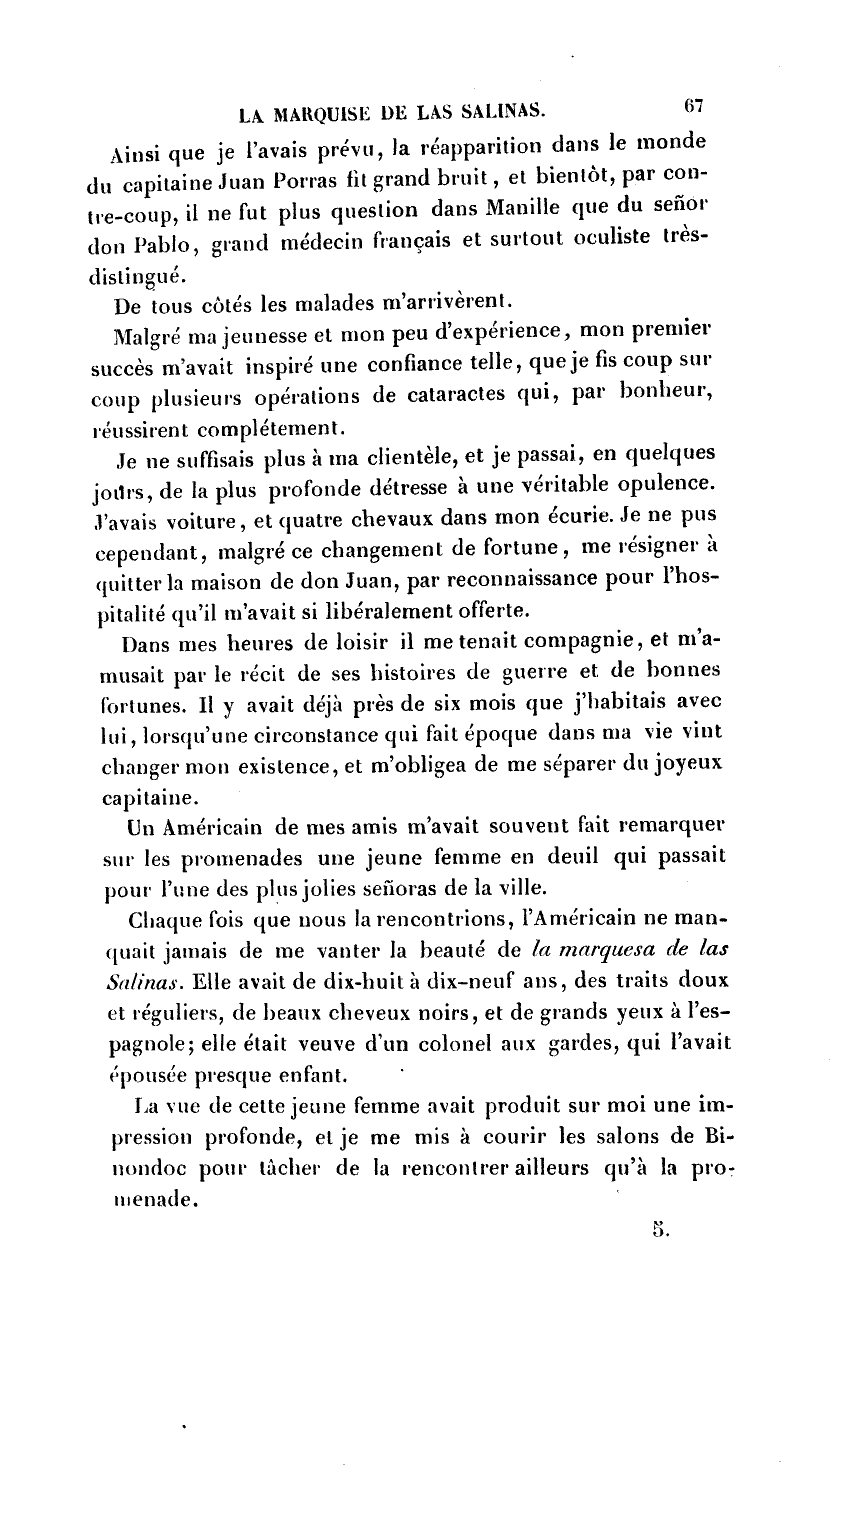 LA MARQUISE DE LAS SALINAS. 67
Ainsi que je l'avais prévu, la réapparition dans le monde
du capitaine Juan Porras fit grand bruit, et bientôt, par con-
tre-coup, il ne fut plus question dans Manille que du señor
don Pablo, grand médecin français et surtout oculiste très-
distingué.
De tous côtés les malades m'arrivèrent.
Malgré ma jeunesse et mon peu d'expérience, mon premier
succès m'avait inspiré une confiance telle, que je fis coup sur
coup plusieurs opérations de cataractes qui, par bonheur,
réussirent complétement.
Je ne suffisais plus à ma clientèle, et je passai, en quelques
jours, de la plus profonde détresse à une véritable opulence.
J'avais voiture, et quatre chevaux dans mon écurie. Je ne pus
cependant, malgré ce changement de fortune, me résigner à
quitter la maison de don Juan, par reconnaissance pour l'hos-
pitalité qu'il m'avait si libéralement offerte.
Dans mes heures de loisir il me tenait compagnie, et m'a-
musait par le récit de ses histoires de guerre et de bonnes
fortunes. Il y avait déjà près de six mois que j'habitais avec
lui, lorsqu'une circonstance qui fait époque dans ma vie vint
changer mon existence, et m'obligea de me séparer du joyeux
capitaine.
Un Américain de mes amis m'avait souvent fait remarquer
sur les promenades une jeune femme en deuil qui passait
pour l'une des plus jolies señoras de la ville.
Chaque fois que nous la rencontrions, l'Américain ne man-
quait jamais de me vanter la beauté de la marquesa de las
Salinas. Elle avait de dix-huit à dix-neuf ans, des traits doux
et réguliers, de beaux cheveux noirs, et de grands yeux à l'es-
pagnole; elle était veuve d'un colonel aux gardes, qui l'avait
épousée presque enfant.
La vue de cette jeune femme avait produit sur moi une im-
pression profonde, et je me mis à courir les salons de Bi-
nondoc pour tâcher de la rencontrer ailleurs qu'à la pro-
menade.
5.